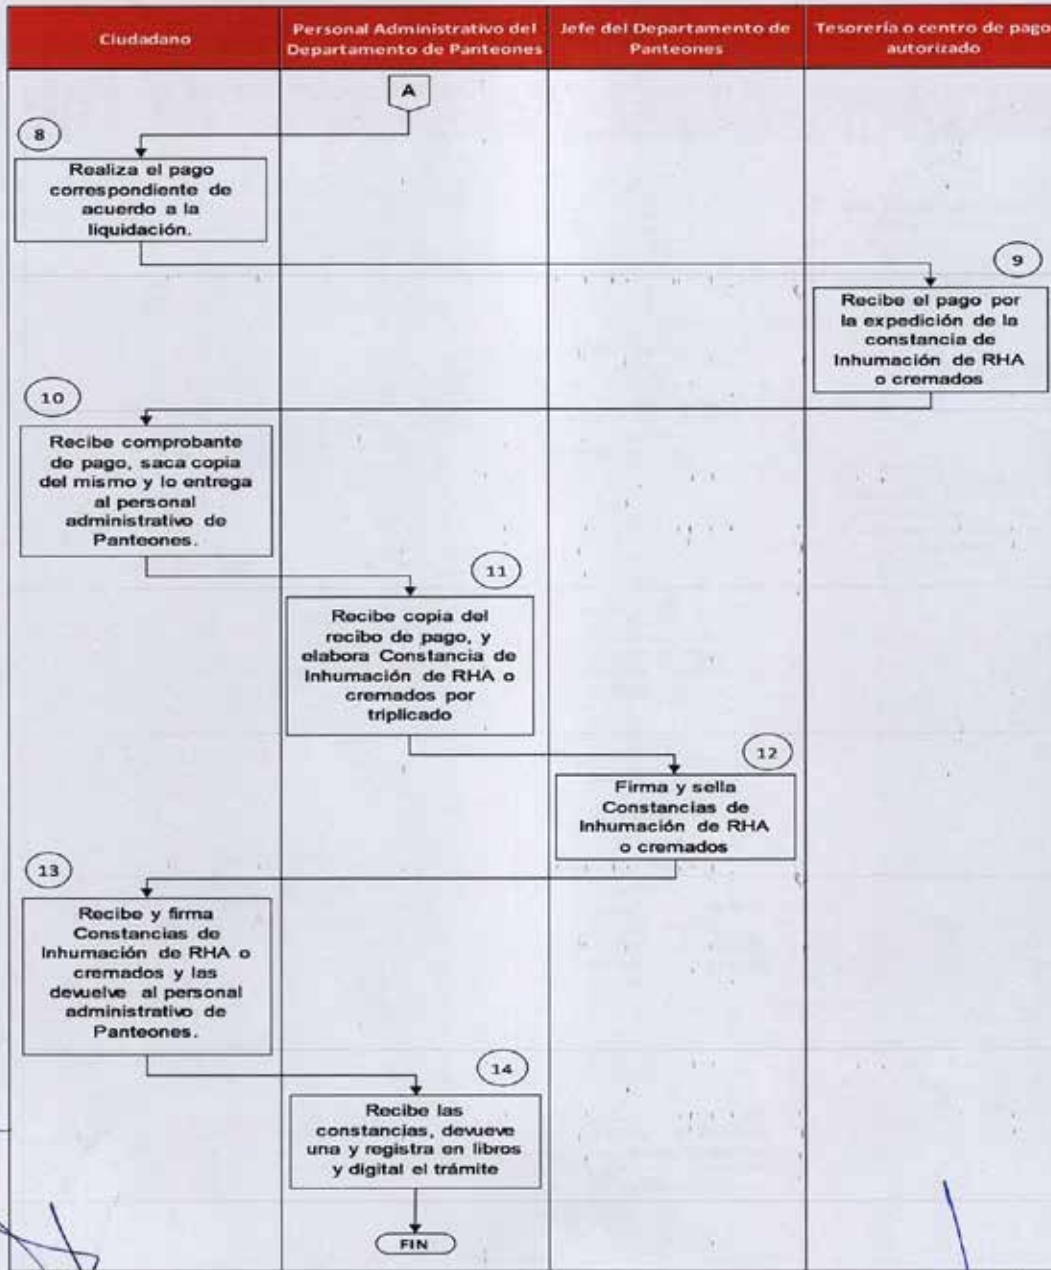 Ciudadano
Personal Administrativo del
Departamento de Panteones
Jefe del Departamento de
Panteones
Tesorería o centro de pago
autorizado
A
8
Realiza el pago
correspondiente de
acuerdo a la
liquidación.
9
Recibe el pago por
la expedición de la
constancia de
Inhumación de RHA
o cremados
10
Recibe comprobante
de pago, saca copia
del mismo y lo entrega
al personal
administrativo de
Panteones.
11
Recibe copia del
recibo de pago, y
elabora Constancia de
Inhumación de RHA o
cremados por
triplicado
12
Firma y sella
Constancias de
Inhumación de RHA
o cremados
13
Recibe y firma
Constancias de
Inhumación de RHA o
cremados y las
devuelve al personal
administrativo de
Panteones.
14
Recibe las
constancias, devueve
una y registra en libros
y digital el trámite
FIN